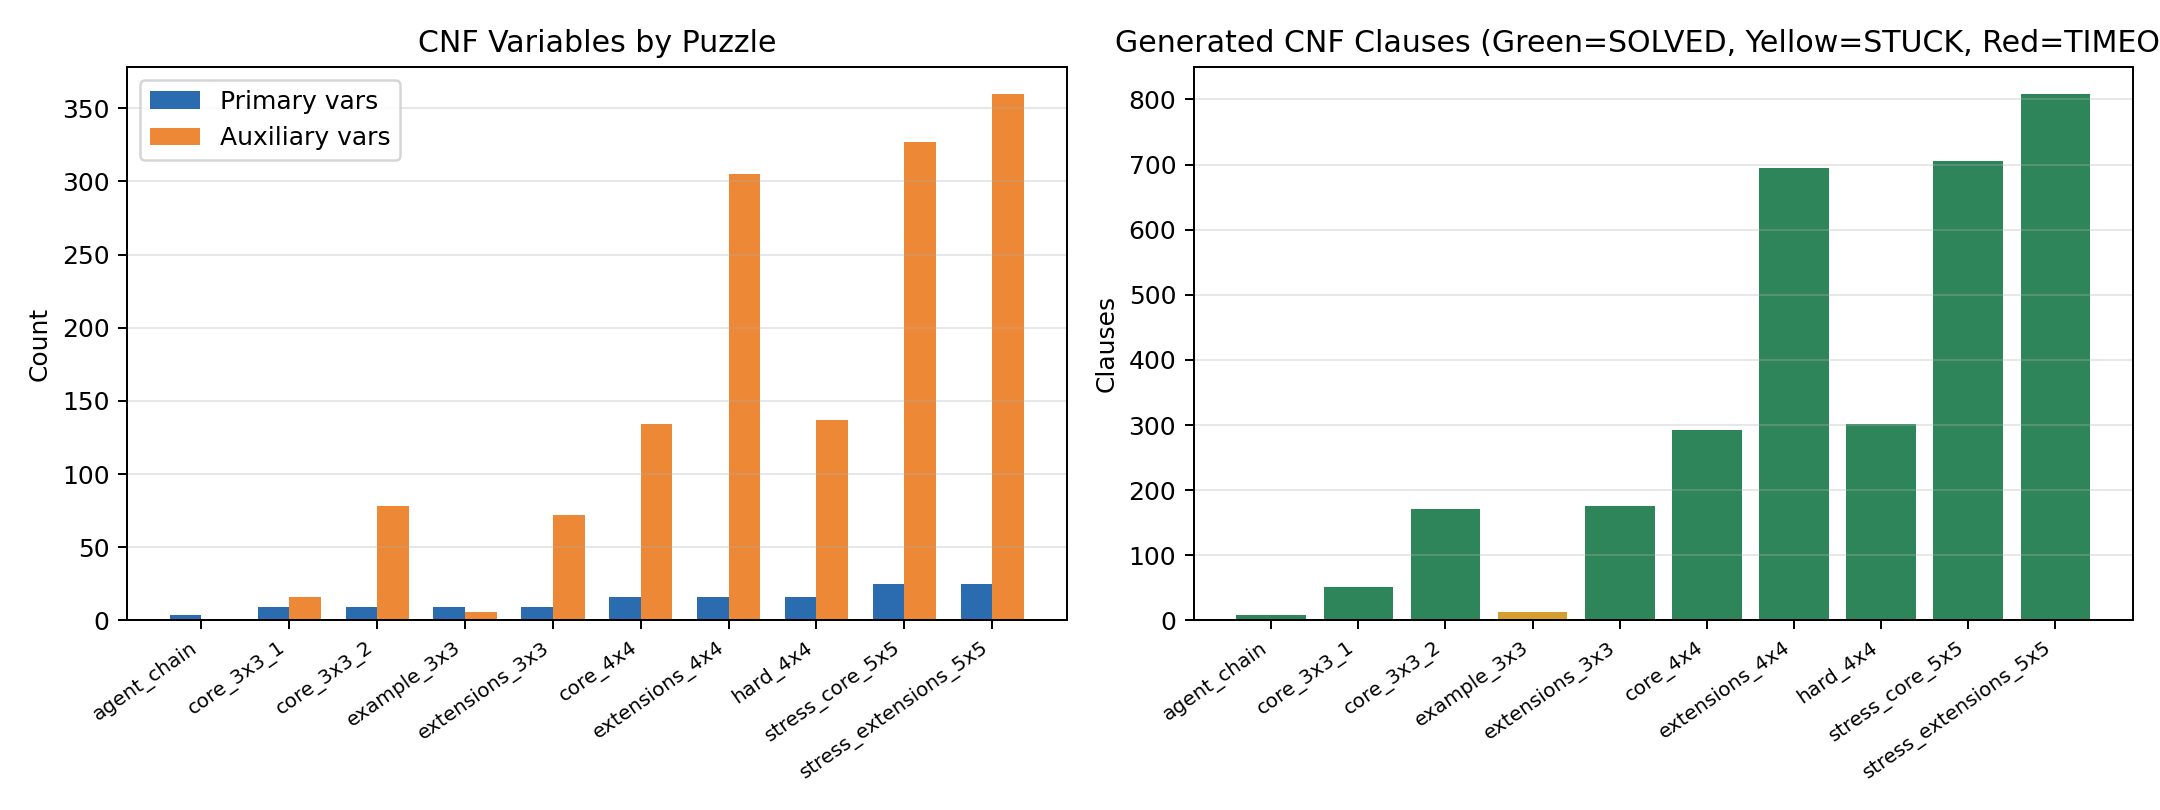 CNF Variables by Puzzle
Primary vars
Auxiliary vars
Count
350
300
250
200
150
100
50
0
agent_chain
core_3x3_1
core_3x3_2
example_3x3
extensions_3x3
core_4x4
extensions_4x4
hard_4x4
stress_core_5x5
stress_extensions_5x5
Generated CNF Clauses (Green=SOLVED, Yellow=STUCK, Red=TIMEO
Clauses
800
700
600
500
400
300
200
100
0
agent_chain
core_3x3_1
core_3x3_2
example_3x3
extensions_3x3
core_4x4
extensions_4x4
hard_4x4
stress_core_5x5
stress_extensions_5x5